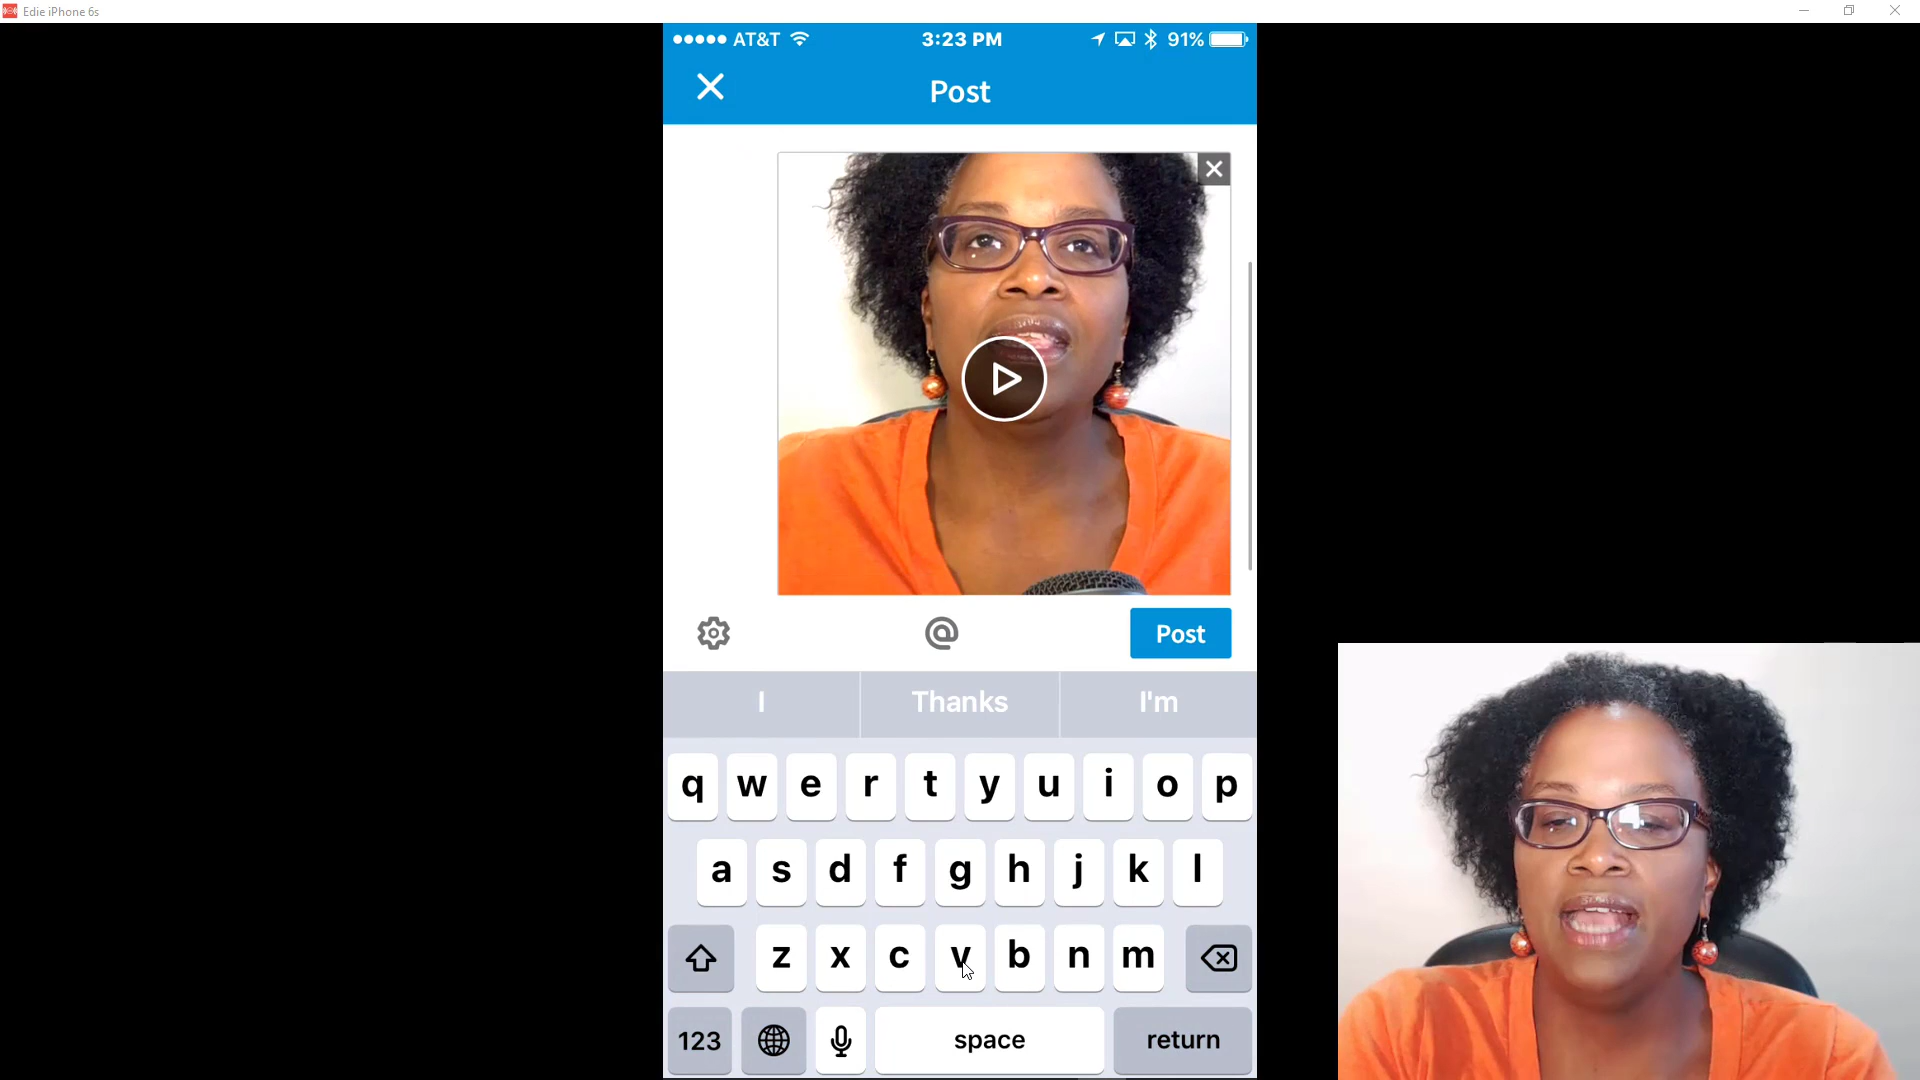 Edie iPhone 6s
AT&T 3:23 PM 91%
Post
Post
I Thanks I'm
q w e r t y u i o p
a s d f g h j k l
z x c v b n m
123 space return